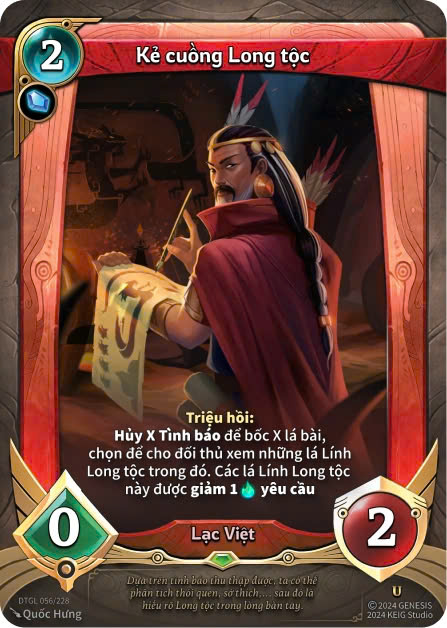 2
Kẻ cuồng Long tộc
Triệu hồi:
Hủy X Tình báo để bốc X lá bài,
chọn để cho đối thủ xem những lá Lính
Long tộc trong đó. Các lá Lính Long tộc
này được giảm 1 yêu cầu
0
Lạc Việt
2
Dựa trên tình báo thu thập được, ta có thể
phân tích thói quen, sở thích,... sau đó là
hiểu rõ Long tộc trong lòng bàn tay.
DTGL 056/228
Quốc Hưng
U
©2024 GENESIS
2024 KEIG Studio